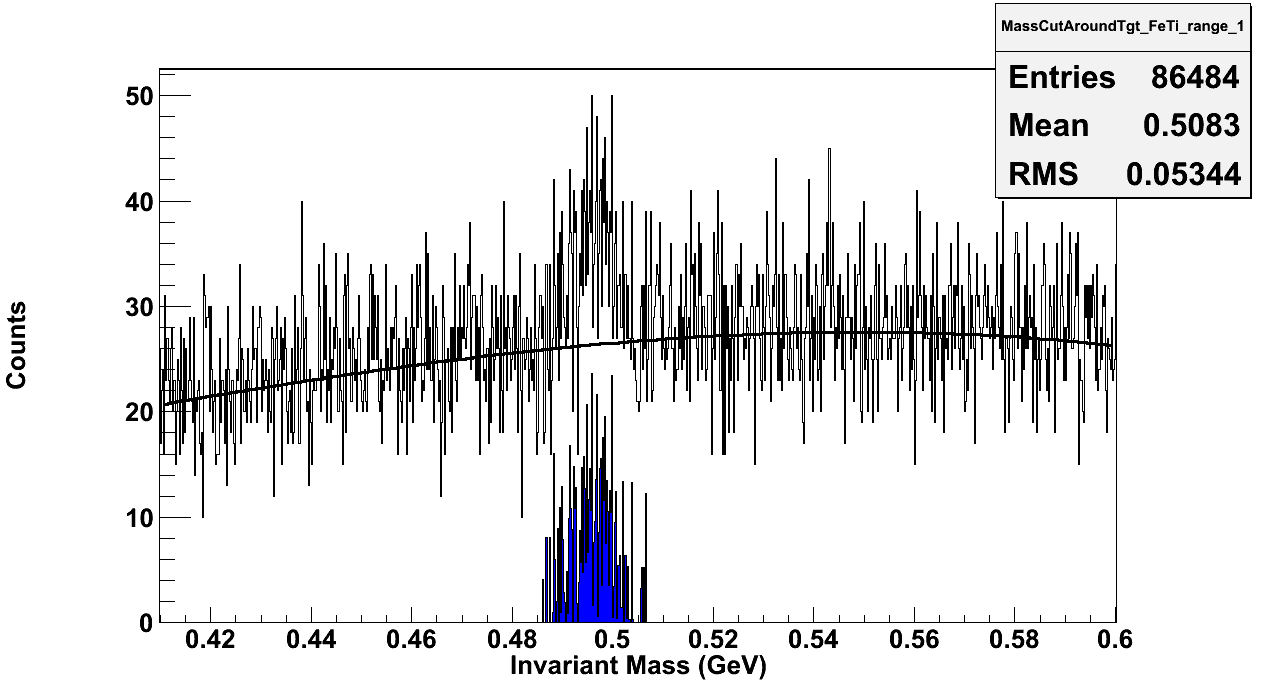 MassCutAroundTgt_FeTi_range_1
Entries 86484
Mean 0.5083
RMS 0.05344
Counts
50
40
30
20
10
0
0.42 0.44 0.46 0.48 0.5 0.52 0.54 0.56 0.58 0.6
Invariant Mass (GeV)